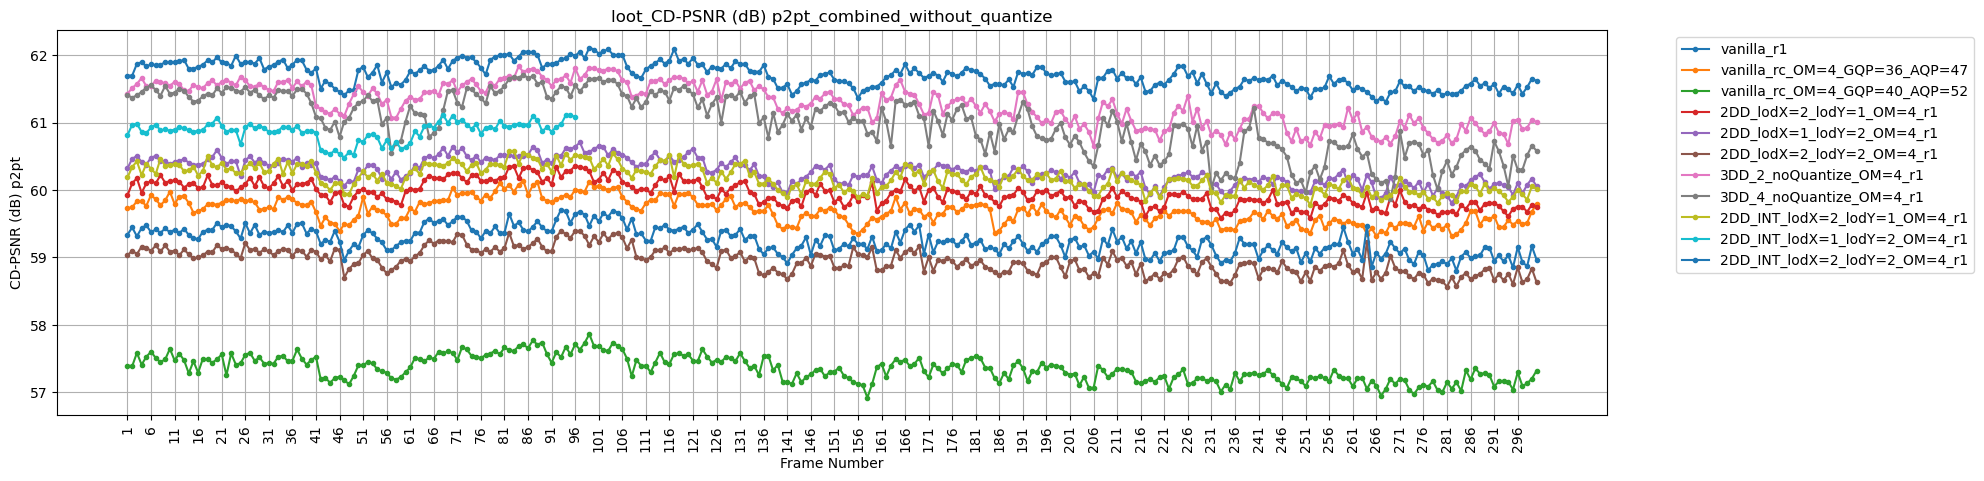 loot_CD-PSNR (dB) p2pt_combined_without_quantize
CD-PSNR (dB) p2pt
62
61
60
59
58
57
1 6 11 16 21 26 31 36 41 46 51 56 61 66 71 76 81 86 91 96 101 106 111 116 121 126 131 136 141 146 151 156 161 166 171 176 181 186 191 196 201 206 211 216 221 226 231 236 241 246 251 256 261 266 271 276 281 286 291 296
Frame Number
vanilla_r1
vanilla_rc_OM=4_GQP=36_AQP=47
vanilla_rc_OM=4_GQP=40_AQP=52
2DD_lodX=2_lodY=1_OM=4_r1
2DD_lodX=1_lodY=2_OM=4_r1
2DD_lodX=2_lodY=2_OM=4_r1
3DD_2_noQuantize_OM=4_r1
3DD_4_noQuantize_OM=4_r1
2DD_INT_lodX=2_lodY=1_OM=4_r1
2DD_INT_lodX=1_lodY=2_OM=4_r1
2DD_INT_lodX=2_lodY=2_OM=4_r1